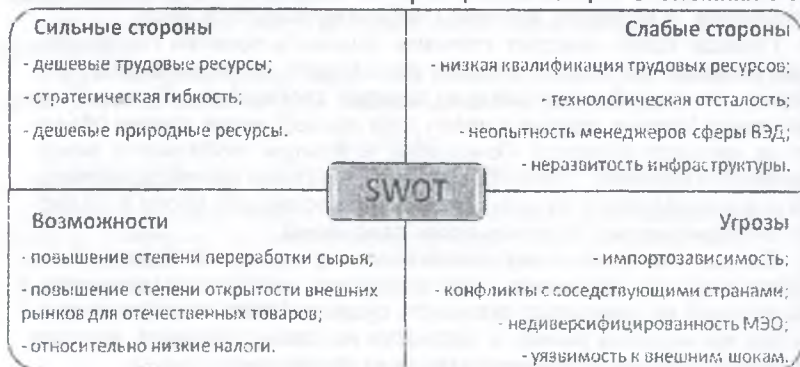 Сильные стороны
- дешевые трудовые ресурсы;
- стратегическая гибкость;
- дешевые природные ресурсы.
Слабые стороны
- низкая квалификация трудовых ресурсов;
- технологическая отсталость;
- неопытность менеджеров сферы ВЭД;
- неразвитость инфраструктуры.
SWOT
Возможности
- повышение степени переработки сырья;
- повышение степени открытости внешних
рынков для отечественных товаров;
- относительно низкие налоги.
Угрозы
- импортозависимость;
- конфликты с соседствующими странами;
- недиверсифицированность МЭО;
- уязвимость к внешним шокам.